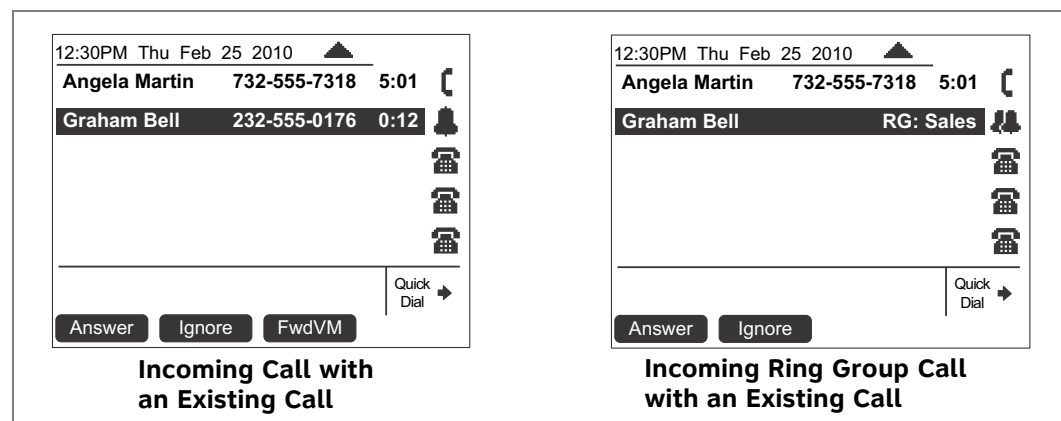 12:30PM Thu Feb 25 2010
Angela Martin 732-555-7318 5:01
Graham Bell 232-555-0176 0:12
Quick
Dial
Answer Ignore FwdVM
Incoming Call with
an Existing Call
12:30PM Thu Feb 25 2010
Angela Martin 732-555-7318 5:01
Graham Bell RG: Sales
Quick
Dial
Answer Ignore
Incoming Ring Group Call
with an Existing Call